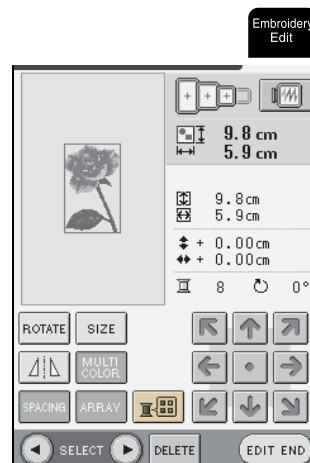 Embroidery
Edit
9.8 cm
5.9 cm
9.8cm
5.9cm
+ 0.00cm
+ 0.00cm
8 0°
ROTATE SIZE
MULTI
COLOR
SPACING ARRAY
SELECT DELETE EDIT END